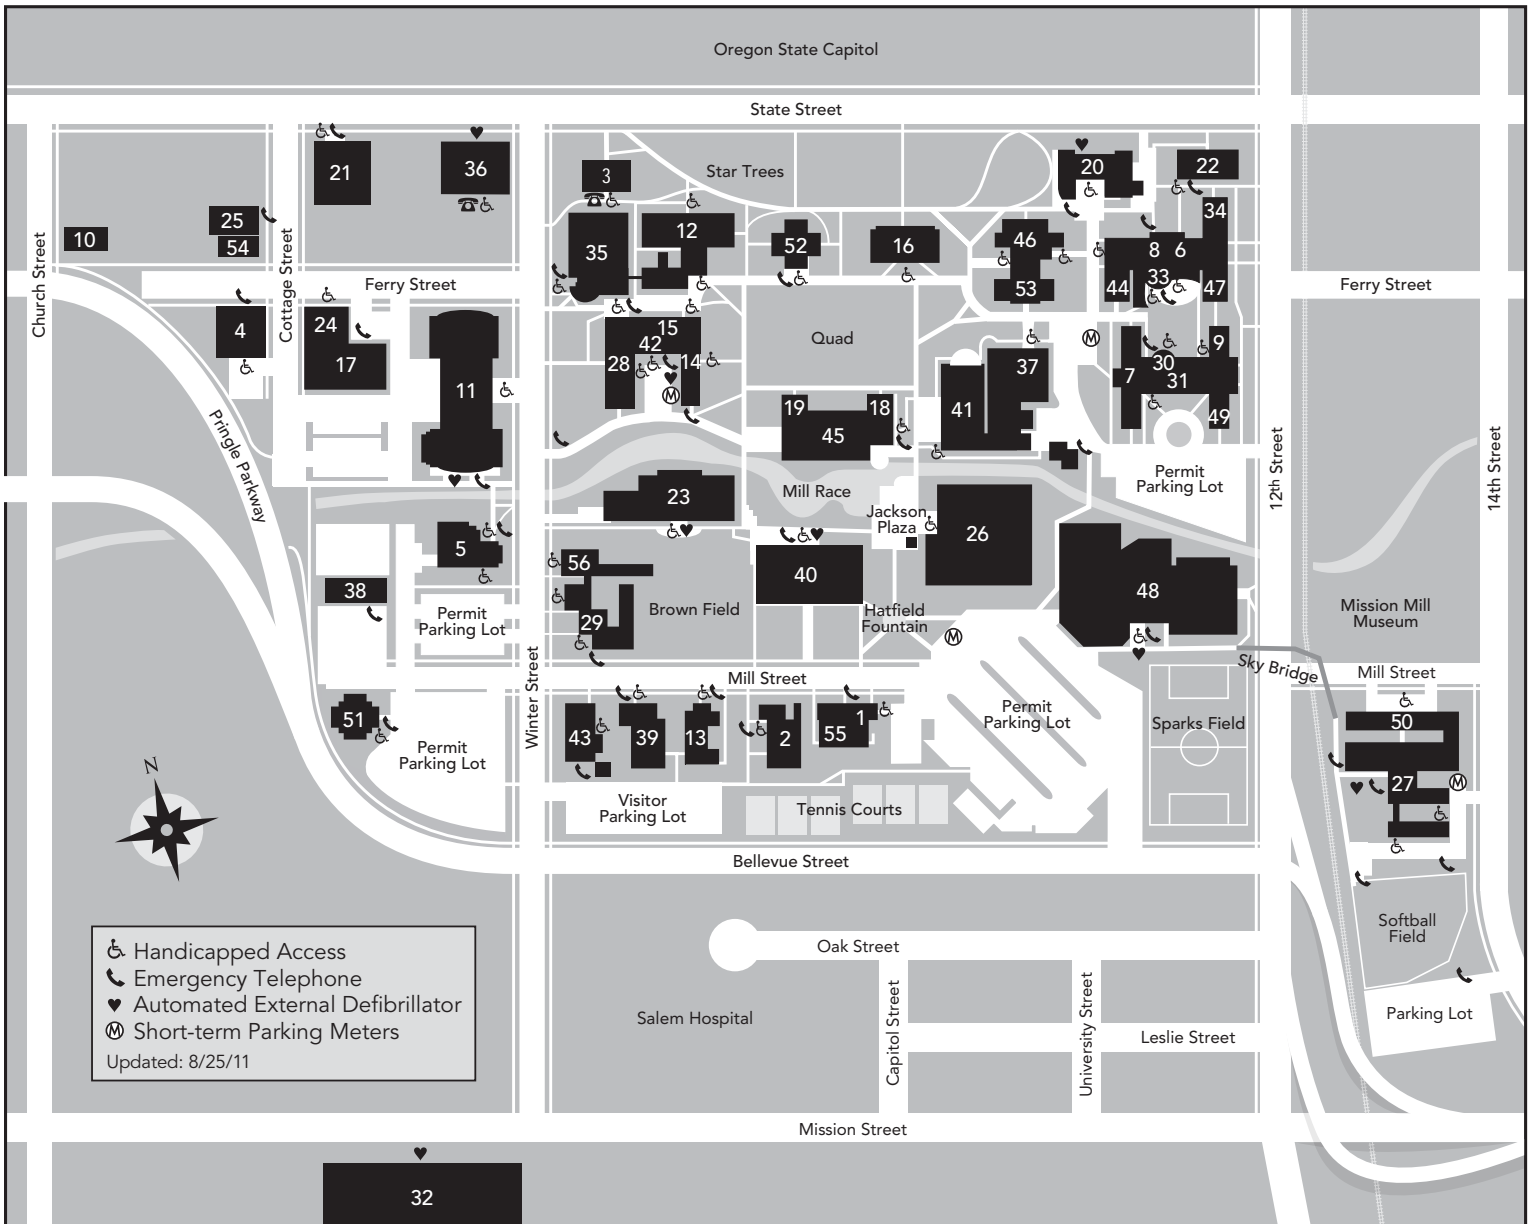 Oregon State Capitol
State Street
21
36
3
Star Trees
20
22
25
54
10
34
12
35
52
16
46
8
6
53
44
33
47
Church Street
Cottage Street
Ferry Street
Ferry Street
4
24
17
11
15
42
28
14
Quad
37
41
7
30
31
9
49
19
18
45
Pringle Parkway
12th Street
14th Street
Permit
Parking Lot
23
Mill Race
Jackson
Plaza
26
5
56
40
38
29
Brown Field
Hatfield
Fountain
48
Mission Mill
Museum
Permit
Parking Lot
Winter Street
Mill Street
Sky Bridge
Mill Street
51
Permit
Parking Lot
43
39
13
2
1
55
Permit
Parking Lot
Sparks Field
50
27
N
Visitor
Parking Lot
Tennis Courts
Bellevue Street
Softball
Field
Oak Street
Handicapped Access
Emergency Telephone
Automated External Defibrillator
M Short-term Parking Meters
Updated: 8/25/11
Salem Hospital
Capitol Street
University Street
Leslie Street
Parking Lot
Mission Street
32
M
M
M
M